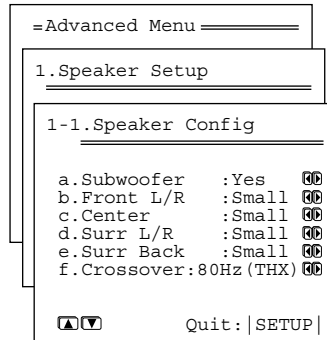 =Advanced Menu
1.Speaker Setup
1-1.Speaker Config
a.Subwoofer :Yes
b.Front L/R :Small
c.Center :Small
d.Surr L/R :Small
e.Surr Back :Small
f.Crossover:80Hz(THX)
Quit:|SETUP|